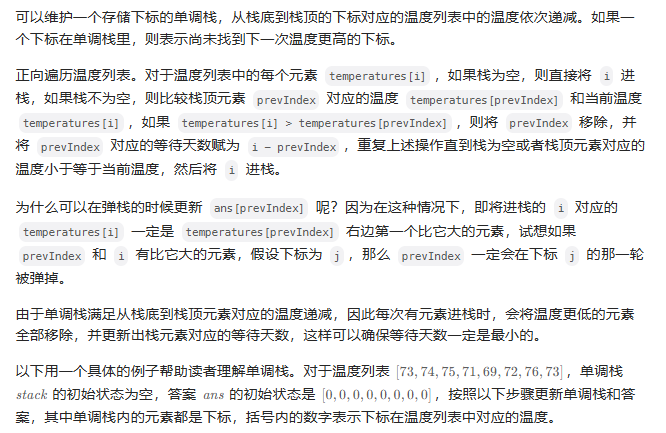 可以维护一个存储下标的单调栈，从栈底到栈顶的下标对应的温度列表中的温度依次递减。如果一
个下标在单调栈里，则表示尚未找到下一次温度更高的下标。
正向遍历温度列表。对于温度列表中的每个元素 temperatures[i] ，如果栈为空，则直接将 i 进
栈，如果栈不为空，则比较栈顶元素 prevIndex 对应的温度 temperatures[prevIndex] 和当前温度
temperatures[i] ，如果 temperatures[i] > temperatures[prevIndex] ，则将 prevIndex 移除，并
将 prevIndex 对应的等待天数赋为 i - prevIndex ，重复上述操作直到栈为空或者栈顶元素对应的
温度小于等于当前温度，然后将 i 进栈。
为什么可以在弹栈的时候更新 ans[prevIndex] 呢？因为在这种情况下，即将进栈的 i 对应的
temperatures[i] 一定是 temperatures[prevIndex] 右边第一个比它大的元素，试想如果
prevIndex 和 i 有比它大的元素，假设下标为 j ，那么 prevIndex 一定会在下标 j 的那一轮
被弹掉。
由于单调栈满足从栈底到栈顶元素对应的温度递减，因此每次有元素进栈时，会将温度更低的元素
全部移除，并更新出栈元素对应的等待天数，这样可以确保等待天数一定是最小的。
以下用一个具体的例子帮助读者理解单调栈。对于温度列表 [73,74,75,71,69,72,76,73]，单调栈
stack 的初始状态为空，答案 ans 的初始状态是 [0,0,0,0,0,0,0,0]，按照以下步骤更新单调栈和答
案，其中单调栈内的元素都是下标，括号内的数字表示下标在温度列表中对应的温度。